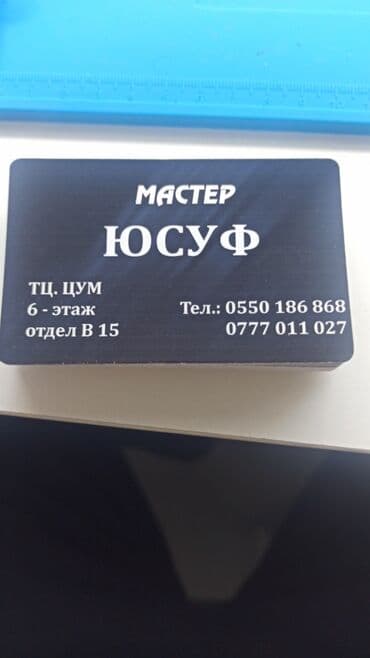 МАСТЕР
ЮСУФ
ТЦ. ЦУМ
6 - этаж
отдел В 15
Тел.: 0550 186 868
0777 011 027